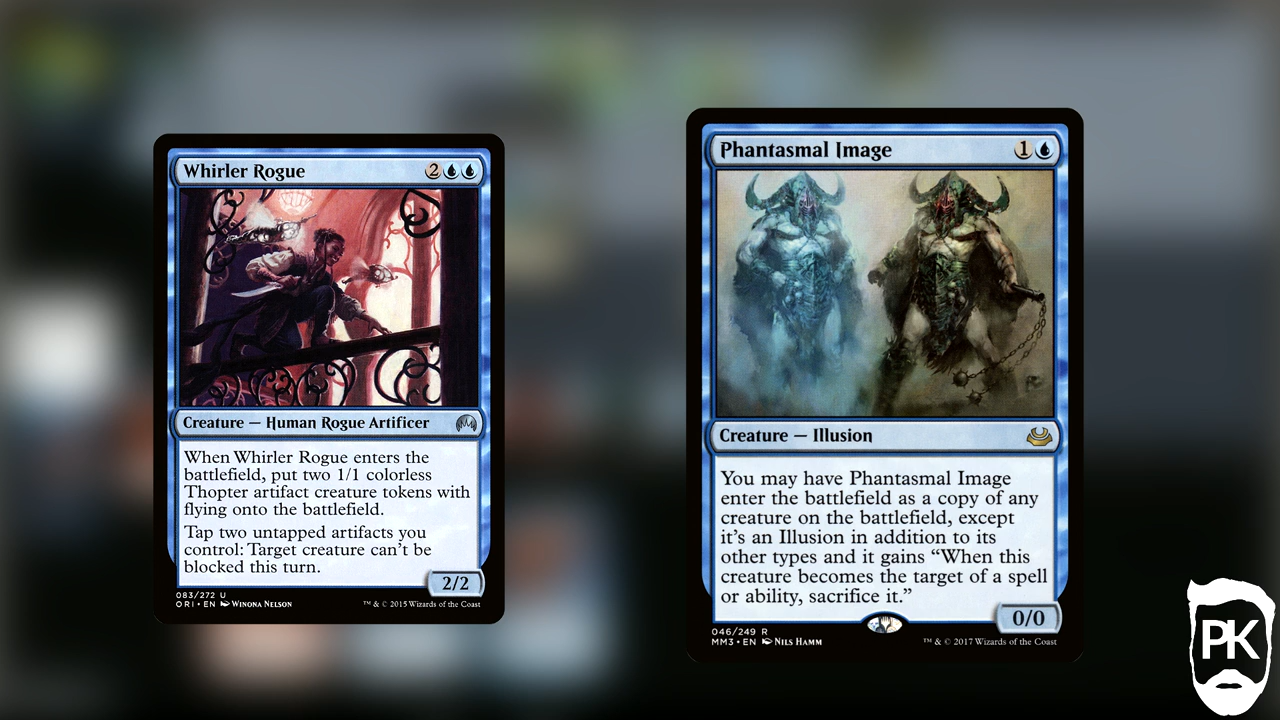 Whirler Rogue 2
Creature — Human Rogue Artificer
When Whirler Rogue enters the
battlefield, put two 1/1 colorless
Thopter artifact creature tokens with
flying onto the battlefield.
Tap two untapped artifacts you
control: Target creature can't be
blocked this turn.
2/2
083/272 U
ORI • EN Winona Nelson ™ & © 2015 Wizards of the Coast
Phantasmal Image 1
Creature — Illusion
You may have Phantasmal Image
enter the battlefield as a copy of any
creature on the battlefield, except
it's an Illusion in addition to its
other types and it gains “When this
creature becomes the target of a spell
or ability, sacrifice it.”
0/0
046/249 R
MM3 • EN Nils Hamm ™ & © 2017 Wizards of the Coast
PK